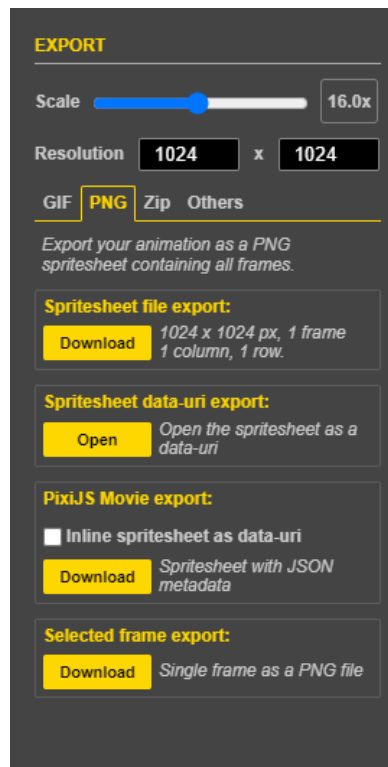 EXPORT
Scale 16.0x
Resolution 1024 x 1024
GIF PNG Zip Others
Export your animation as a PNG
spritesheet containing all frames.
Spritesheet file export:
Download 1024 x 1024 px, 1 frame
1 column, 1 row.
Spritesheet data-uri export:
Open Open the spritesheet as a
data-uri
PixiJS Movie export:
Inline spritesheet as data-uri
Download Spritesheet with JSON
metadata
Selected frame export:
Download Single frame as a PNG file